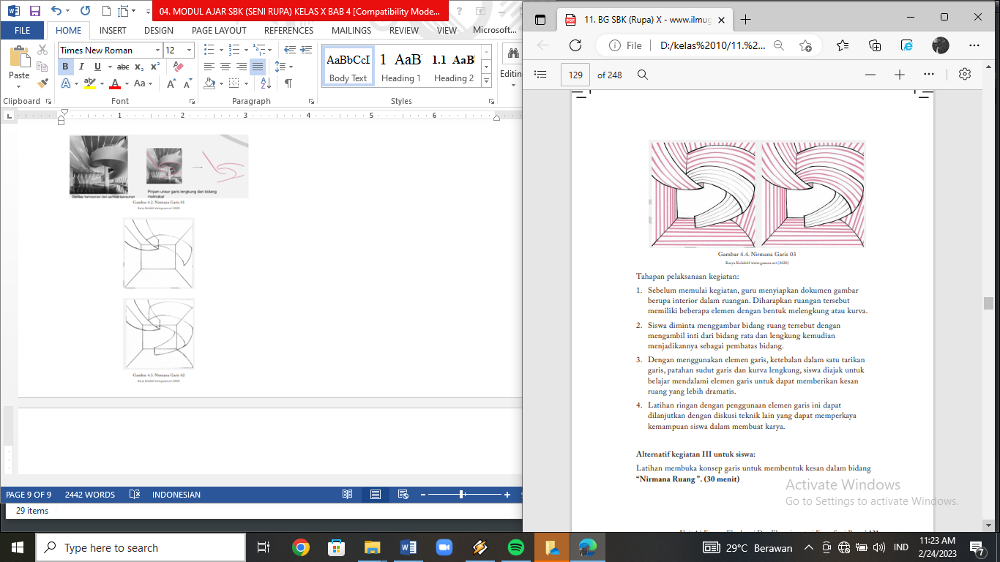 04. MODUL AJAR SBK (SENI RUPA) KELAS X BAB 4 [Compatibility Mode...
FILE HOME INSERT DESIGN PAGE LAYOUT REFERENCES MAILINGS REVIEW VIEW Microsoft...
Times New Roman 12
Paste
B I U abc x₂ x²
Aa A A
AaBbCcI 1 AaB 1.1 AaB
Body Text Heading 1 Heading 2
Editin
Clipboard Font Paragraph Styles
1 2 3 4 5 6
Pinjam unsur garis lengkung dan bidang
melingkar
Gambar terinspirasi dari gambar bangunan
Gambar 4.2. Nirmana Garis 01
Karya Kolektif www.ganara.art (2020)
Gambar 4.3. Nirmana Garis 02
Karya Kolektif www.ganara.art (2020)
PAGE 9 OF 9 2442 WORDS INDONESIAN
29 items
11. BG SBK (Rupa) X - www.ilmug
File D:/kelas%2010/11.%2...
129 of 248
Gambar 4.4. Nirmana Garis 03
Karya Kolektif www.ganara.art (2020)
Tahapan pelaksanaan kegiatan:
1. Sebelum memulai kegiatan, guru menyiapkan dokumen gambar
berupa interior dalam ruangan. Diharapkan ruangan tersebut
memiliki beberapa elemen dengan bentuk melengkung atau kurva.
2. Siswa diminta menggambar bidang ruang tersebut dengan
mengambil inti dari bidang rata dan lengkung kemudian
menjadikannya sebagai pembatas bidang.
3. Dengan menggunakan elemen garis, ketebalan dalam satu tarikan
garis, patahan sudut garis dan kurva lengkung, siswa diajak untuk
belajar mendalami elemen garis untuk dapat memberikan kesan
ruang yang lebih dramatis.
4. Latihan ringan dengan penggunaan elemen garis ini dapat
dilanjutkan dengan diskusi teknik lain yang dapat memperkaya
kemampuan siswa dalam membuat karya.
Alternatif kegiatan III untuk siswa:
Latihan membuka konsep garis untuk membentuk kesan dalam bidang
“Nirmana Ruang ”. (30 menit)
Activate Windows
Go to Settings to activate Windows.
Type here to search
29°C Berawan
IND
11:23 AM
2/24/2023
7